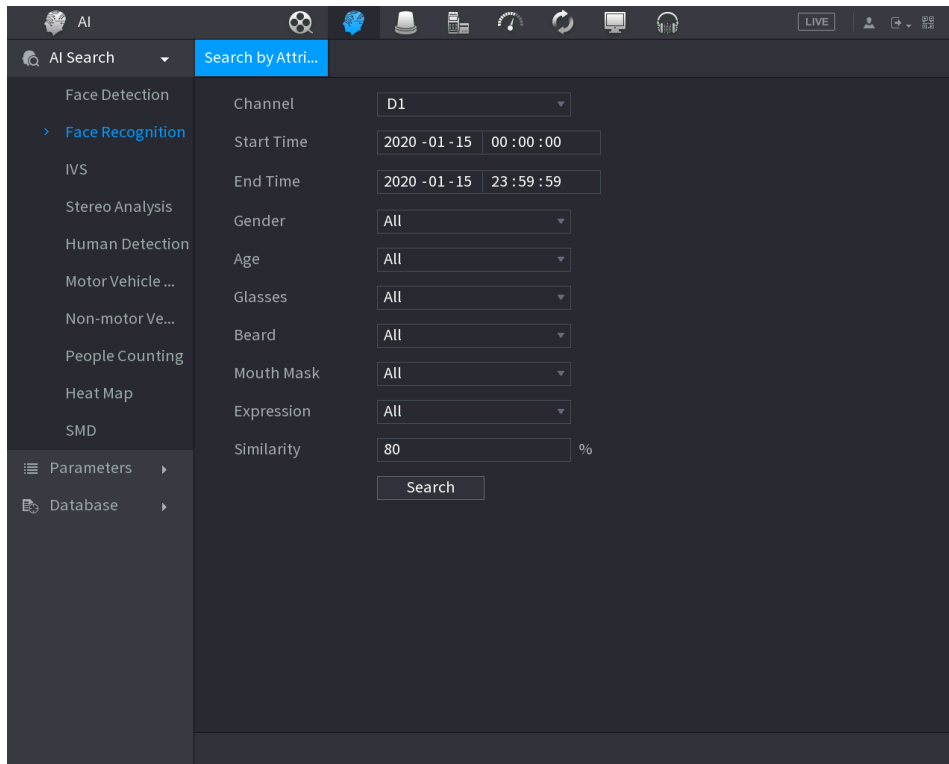 AI
LIVE
AI Search
Search by Attri...
Face Detection
Face Recognition
IVS
Stereo Analysis
Human Detection
Motor Vehicle ...
Non-motor Ve...
People Counting
Heat Map
SMD
Parameters
Database
Channel D1
Start Time 2020 -01 -15 00 :00 :00
End Time 2020 -01 -15 23 :59 :59
Gender All
Age All
Glasses All
Beard All
Mouth Mask All
Expression All
Similarity 80 %
Search